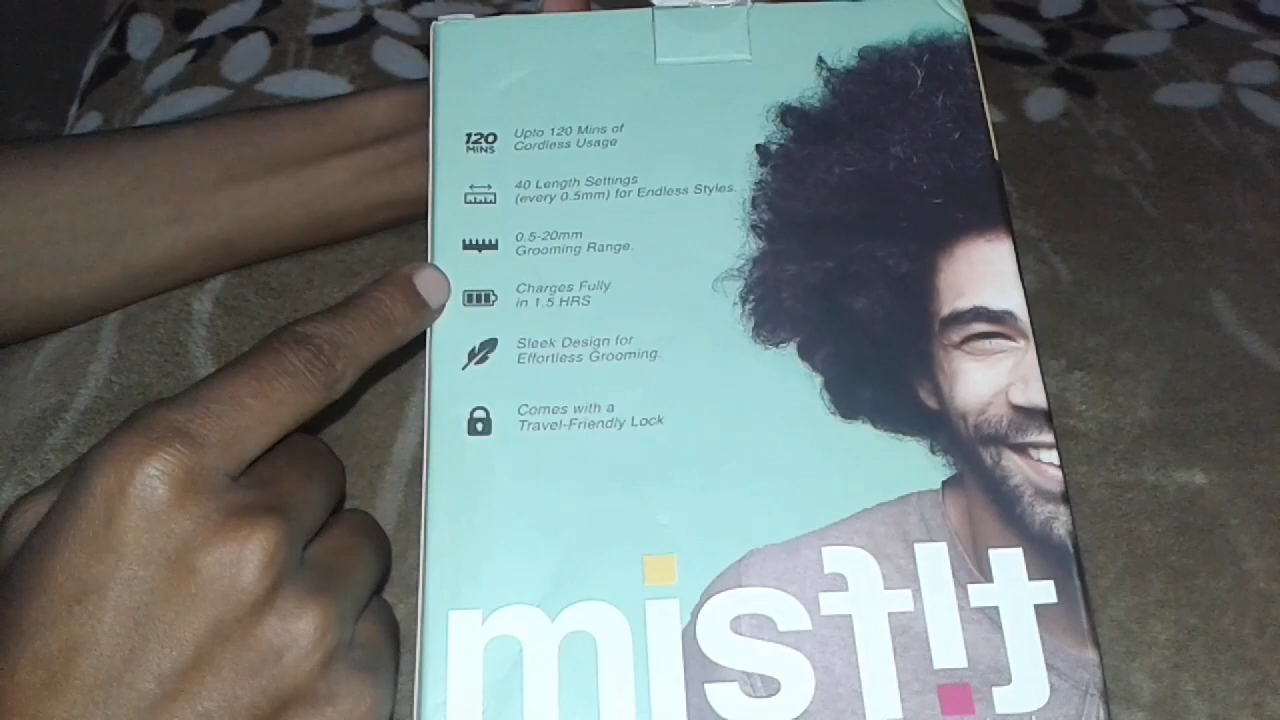 120 MINS
Upto 120 Mins of
Cordless Usage
40 Length Settings
(every 0.5mm) for Endless Styles.
0.5-20mm
Grooming Range.
Charges Fully
in 1.5 HRS
Sleek Design for
Effortless Grooming.
Comes with a
Travel-Friendly Lock
misfit